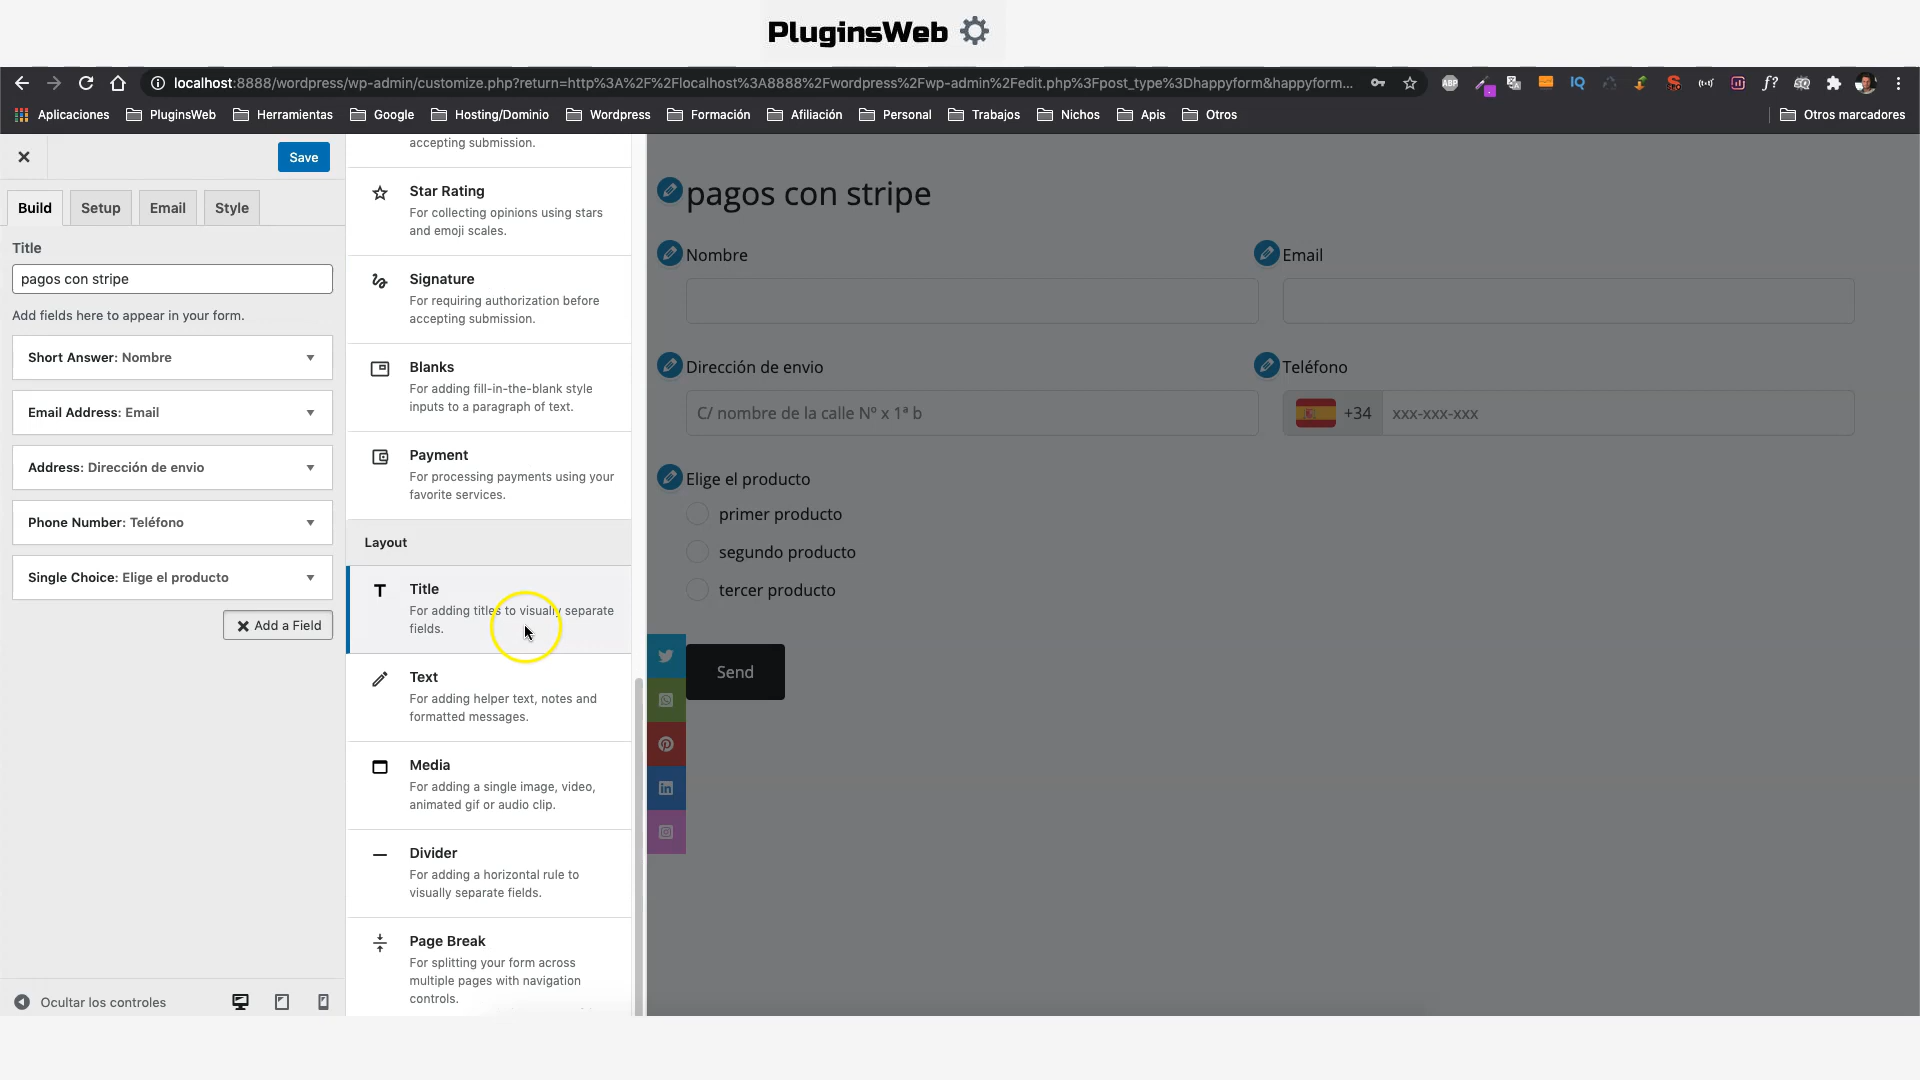 PluginsWeb
localhost:8888/wordpress/wp-admin/customize.php?return=http%3A%2F%2Flocalhost%3A8888%2Fwordpress%2Fwp-admin%2Fedit.php%3Fpost_type%3Dhappyform&happyform...
Aplicaciones PluginsWeb Herramientas Google Hosting/Dominio Wordpress Formación Afiliación Personal Trabajos Nichos Apis Otros Otros marcadores
Save
Build Setup Email Style
Title
pagos con stripe
Add fields here to appear in your form.
Short Answer: Nombre
Email Address: Email
Address: Dirección de envio
Phone Number: Teléfono
Single Choice: Elige el producto
Add a Field
Ocultar los controles
accepting submission.
Star Rating
For collecting opinions using stars
and emoji scales.
Signature
For requiring authorization before
accepting submission.
Blanks
For adding fill-in-the-blank style
inputs to a paragraph of text.
Payment
For processing payments using your
favorite services.
Layout
Title
For adding titles to visually separate
fields.
Text
For adding helper text, notes and
formatted messages.
Media
For adding a single image, video,
animated gif or audio clip.
Divider
For adding a horizontal rule to
visually separate fields.
Page Break
For splitting your form across
multiple pages with navigation
controls.
pagos con stripe
Nombre
Email
Dirección de envio
C/ nombre de la calle Nº x 1ª b
Teléfono
+34 xxx-xxx-xxx
Elige el producto
primer producto
segundo producto
tercer producto
Send